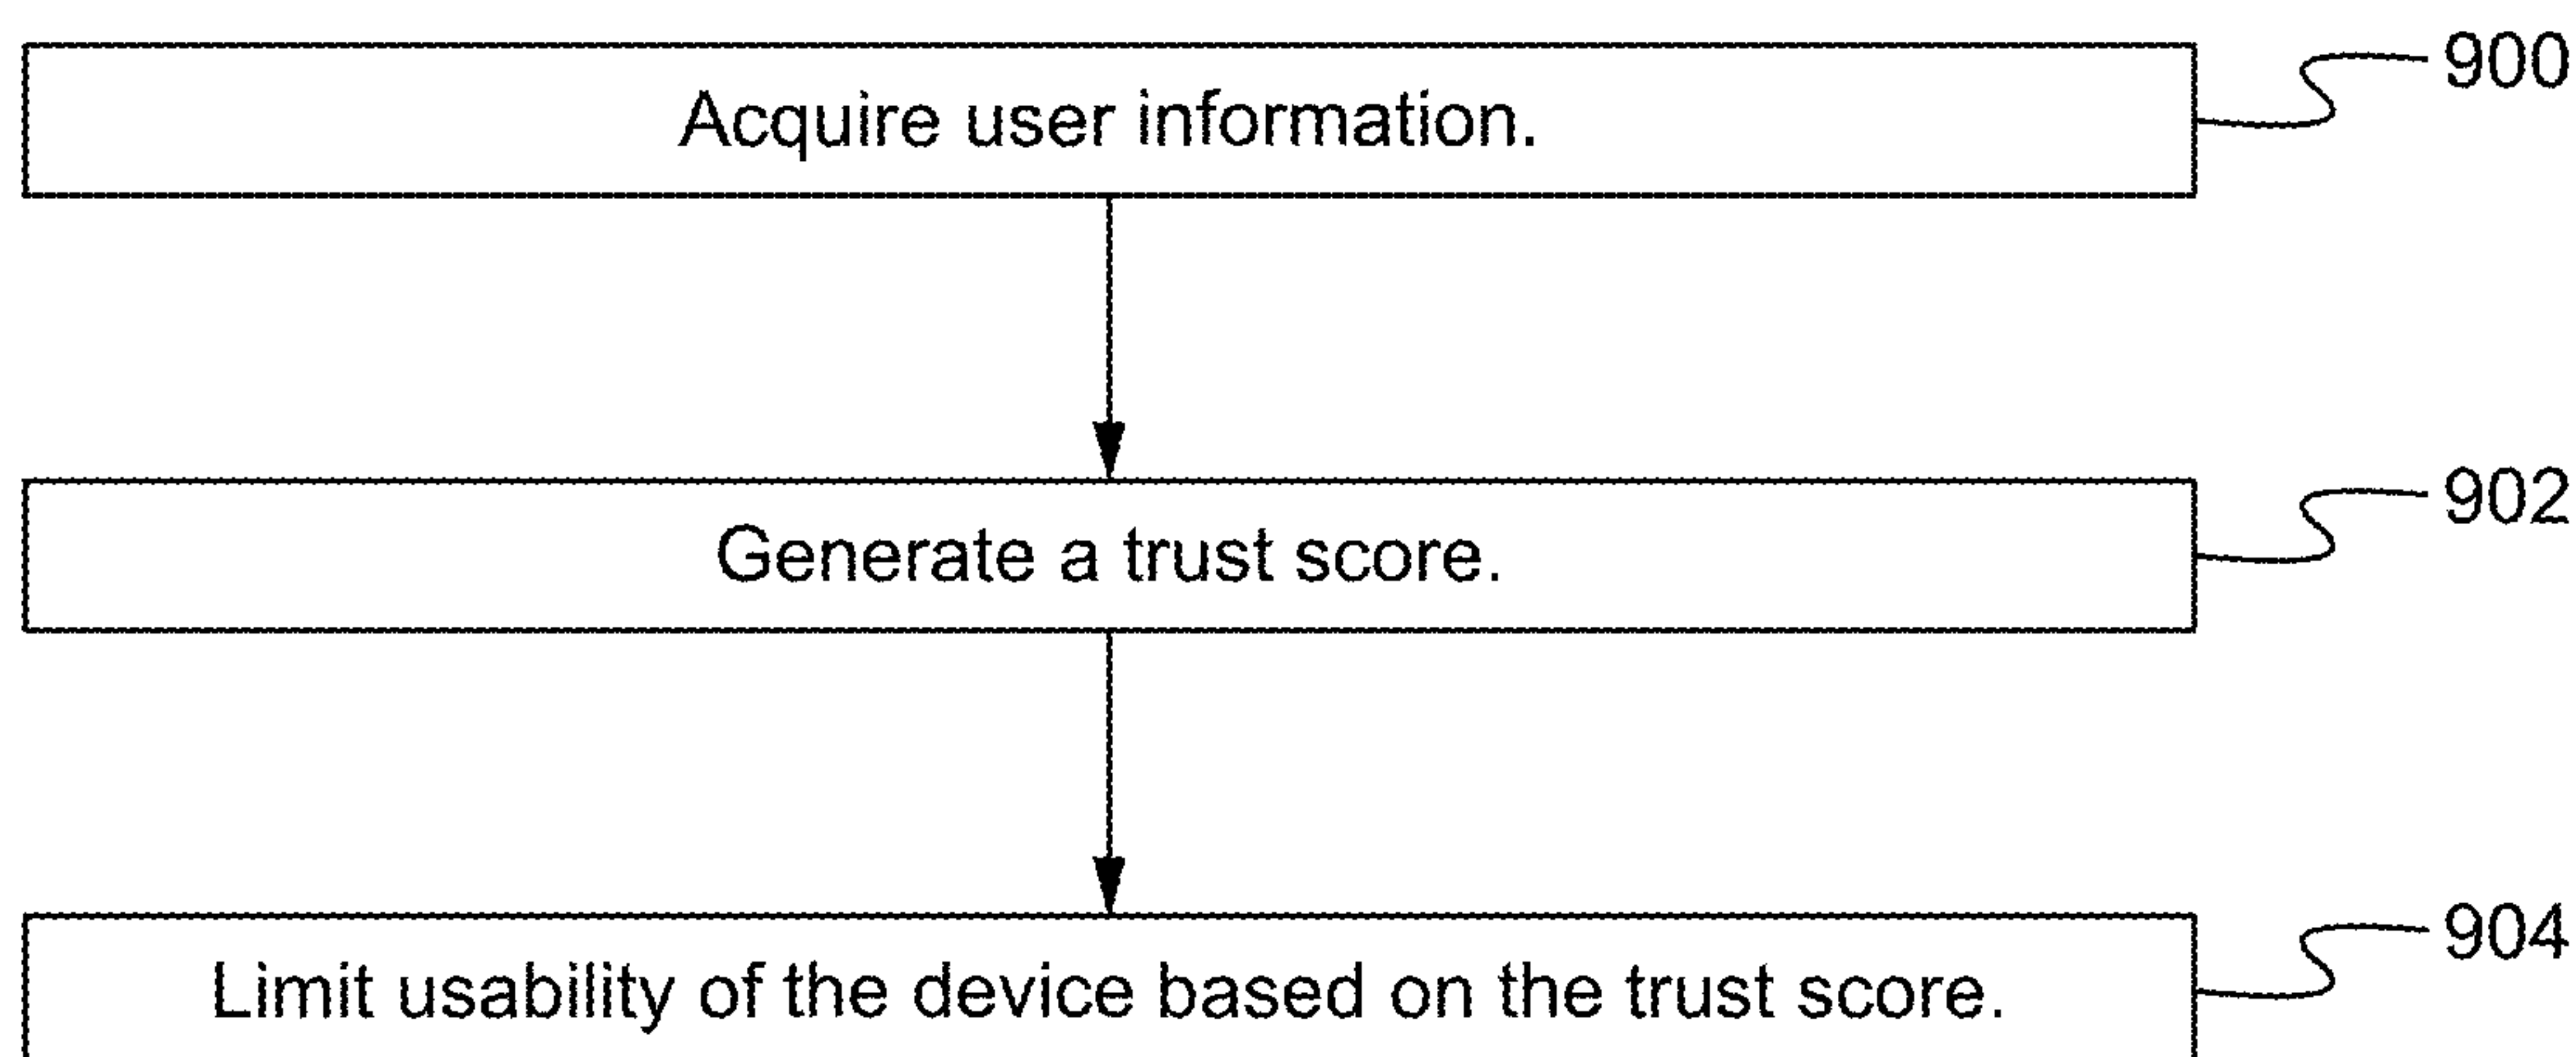 Acquire user information.
900
Generate a trust score.
902
Limit usability of the device based on the trust score.
904